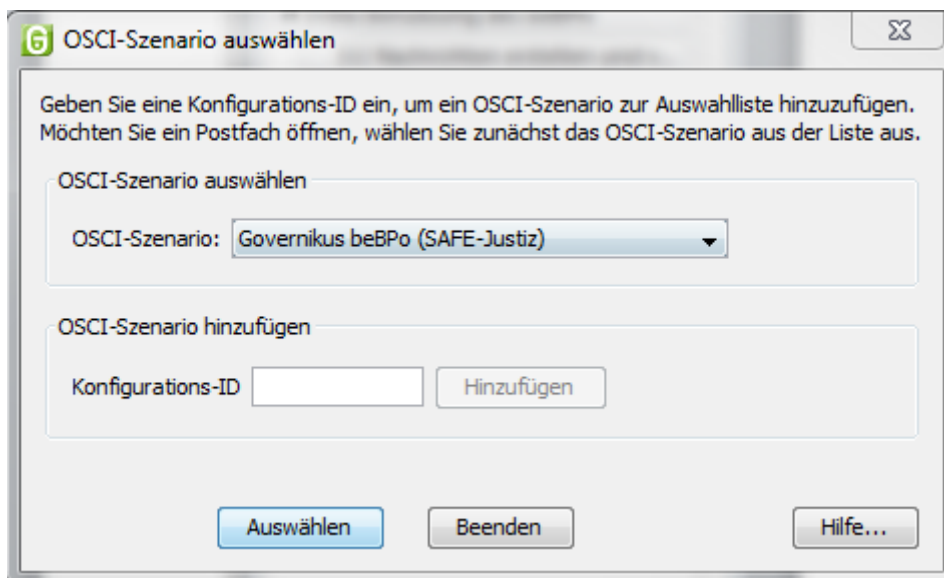 OSCI-Szenario auswählen
Geben Sie eine Konfigurations-ID ein, um ein OSCI-Szenario zur Auswahlliste hinzuzufügen.
Möchten Sie ein Postfach öffnen, wählen Sie zunächst das OSCI-Szenario aus der Liste aus.
OSCI-Szenario auswählen
OSCI-Szenario: Governikus beBPo (SAFE-Justiz)
OSCI-Szenario hinzufügen
Konfigurations-ID Hinzufügen
Auswählen Beenden Hilfe...